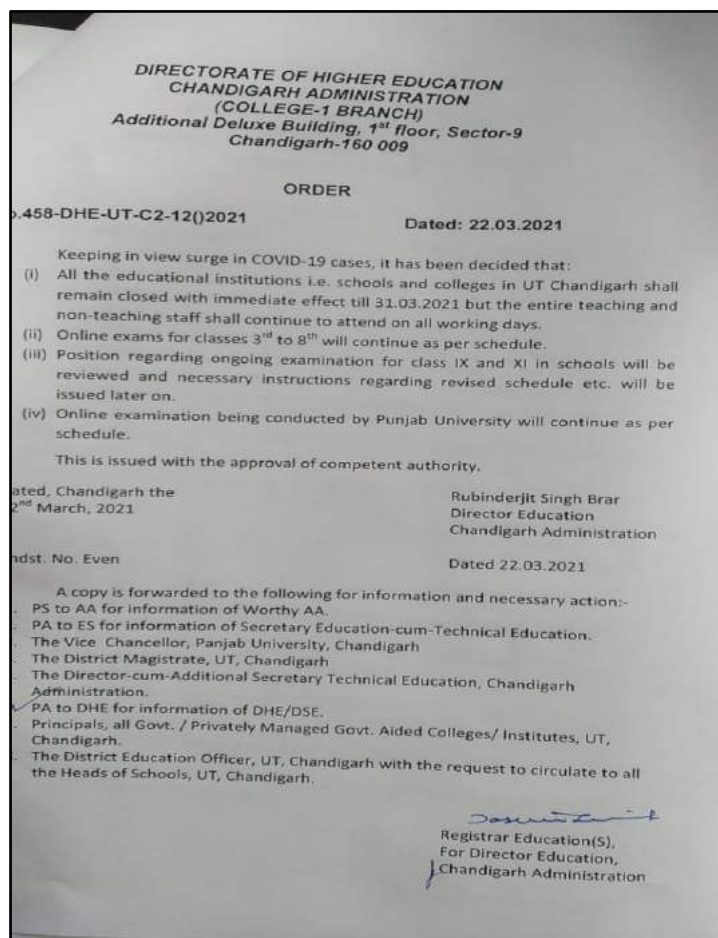 DIRECTORATE OF HIGHER EDUCATION
CHANDIGARH ADMINISTRATION
(COLLEGE-1 BRANCH)
Additional Deluxe Building, 1st floor, Sector-9
Chandigarh-160 009
ORDER
.458-DHE-UT-C2-12()2021 Dated: 22.03.2021
Keeping in view surge in COVID-19 cases, it has been decided that:
(i) All the educational institutions i.e. schools and colleges in UT Chandigarh shall
remain closed with immediate effect till 31.03.2021 but the entire teaching and
non-teaching staff shall continue to attend on all working days.
(ii) Online exams for classes 3rd to 8th will continue as per schedule.
(iii) Position regarding ongoing examination for class IX and XI in schools will be
reviewed and necessary instructions regarding revised schedule etc. will be
issued later on.
(iv) Online examination being conducted by Punjab University will continue as per
schedule.
This is issued with the approval of competent authority.
ated, Chandigarh the Rubinderjit Singh Brar
2nd March, 2021 Director Education
Chandigarh Administration
ndst. No. Even Dated 22.03.2021
A copy is forwarded to the following for information and necessary action:-
. PS to AA for information of Worthy AA.
. PA to ES for information of Secretary Education-cum-Technical Education.
. The Vice Chancellor, Panjab University, Chandigarh
. The District Magistrate, UT, Chandigarh
. The Director-cum-Additional Secretary Technical Education, Chandigarh
Administration.
PA to DHE for information of DHE/DSE.
. Principals, all Govt. / Privately Managed Govt. Aided Colleges/ Institutes, UT,
Chandigarh.
. The District Education Officer, UT, Chandigarh with the request to circulate to all
the Heads of Schools, UT, Chandigarh.
Registrar Education(S),
For Director Education,
Chandigarh Administration